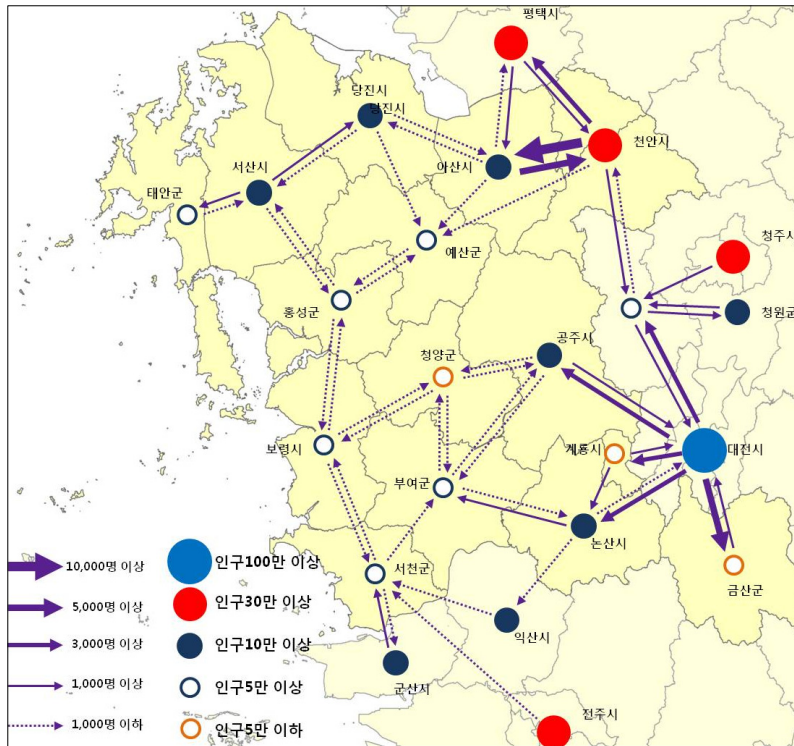 평택시
당진시
당진시
천안시
아산시
서산시
태안군
청주시
예산군
홍성군
청원군
공주시
청양군
보령시
계룡시
대전시
부여군
논산시
서천군
금산군
익산시
군산시
전주시
10,000명 이상
5,000명 이상
3,000명 이상
1,000명 이상
1,000명 이하
인구100만 이상
인구30만 이상
인구10만 이상
인구5만 이상
인구5만 이하